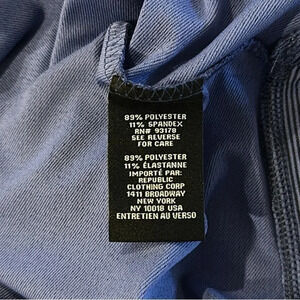 89% POLYESTER
11% SPANDEX
RN# 93178
SEE REVERSE
FOR CARE
89% POLYESTER
11% ÉLASTANNE
IMPORTÉ PAR:
REPUBLIC
CLOTHING CORP
1411 BROADWAY
NEW YORK
NY 10018 USA
ENTRETIEN AU VERSO